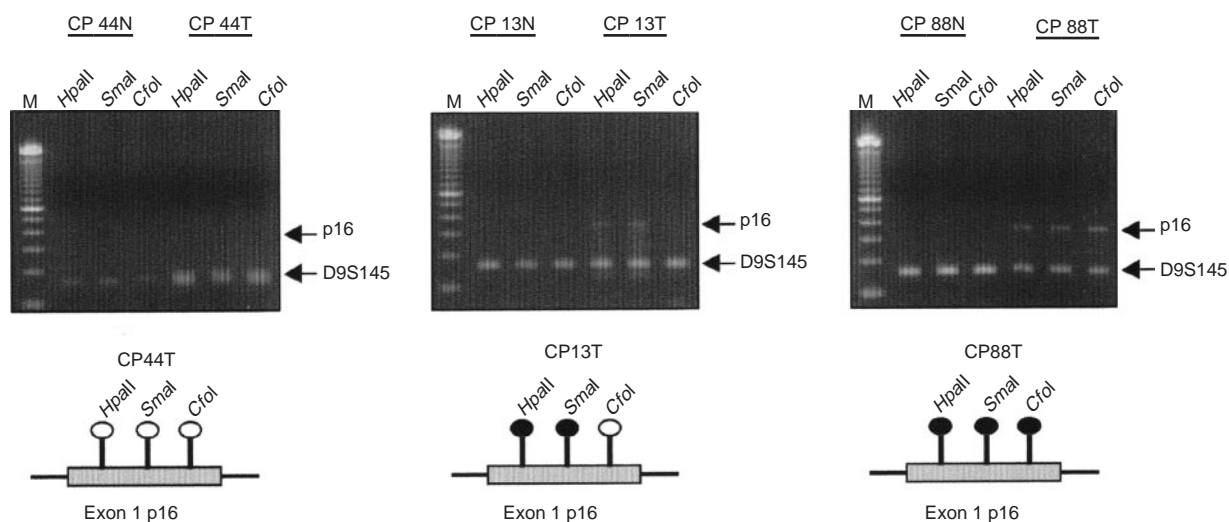 CP 44N CP 44T
M HpaII SmaI CfoI HpaII SmaI CfoI
p16
D9S145
CP44T
HpaII SmaI CfoI
Exon 1 p16
CP 13N CP 13T
M HpaII SmaI CfoI HpaII SmaI CfoI
p16
D9S145
CP13T
HpaII SmaI CfoI
Exon 1 p16
CP 88N CP 88T
M HpaII SmaI CfoI HpaII SmaI CfoI
p16
D9S145
CP88T
HpaII SmaI CfoI
Exon 1 p16